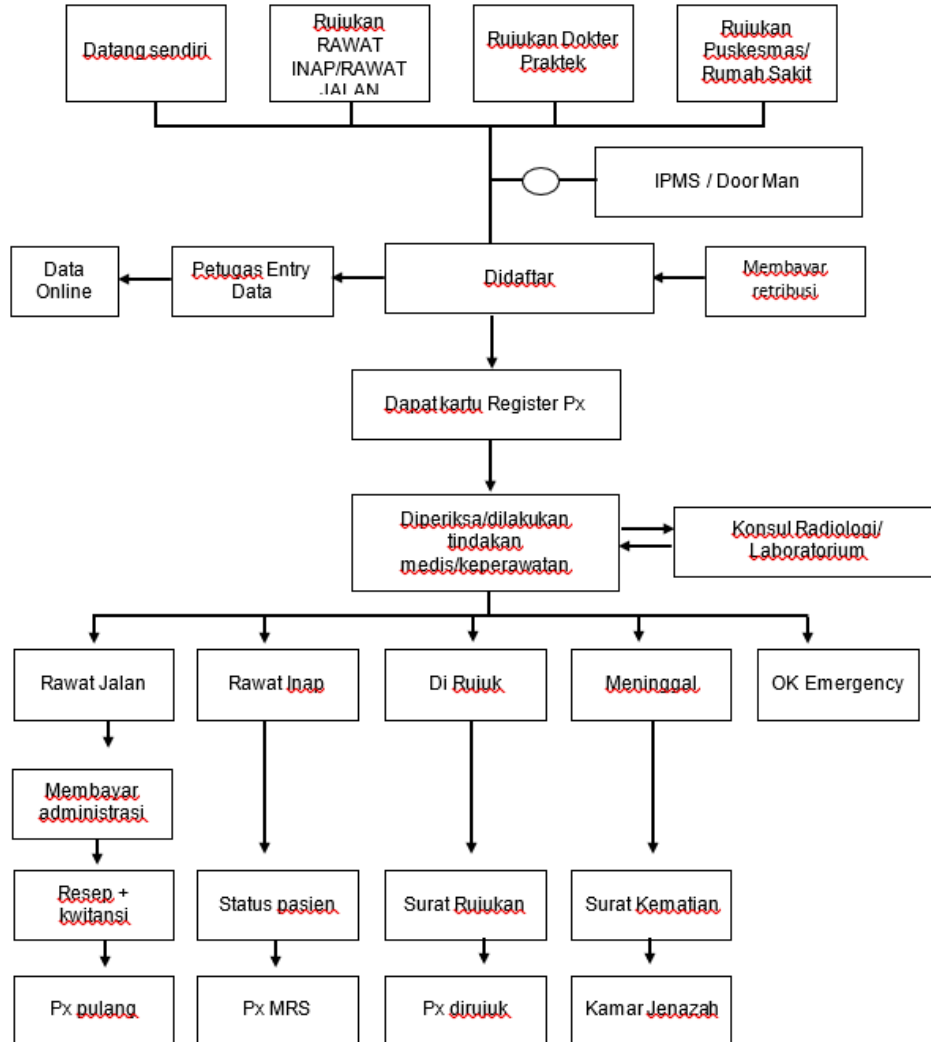 Datang sendiri
Rujukan
RAWAT
INAP/RAWAT
JALAN
Rujukan Dokter
Praktek
Rujukan
Puskesmas/
Rumah Sakit
IPMS / Door Man
Data
Online
Petugas Entry
Data
Didaftar
Membayar
retribusi
Dapat kartu Register Px
Diperiksa/dilakukan
tindakan
medis/keperawatan
Konsul Radiologi/
Laboratorium
Rawat Jalan
Rawat Inap
Di Rujuk
Meninggal
OK Emergency
Membayar
administrasi
Resep +
kwitansi
Status pasien
Surat Rujukan
Surat Kematian
Px pulang
Px MRS
Px dirujuk
Kamar Jenazah